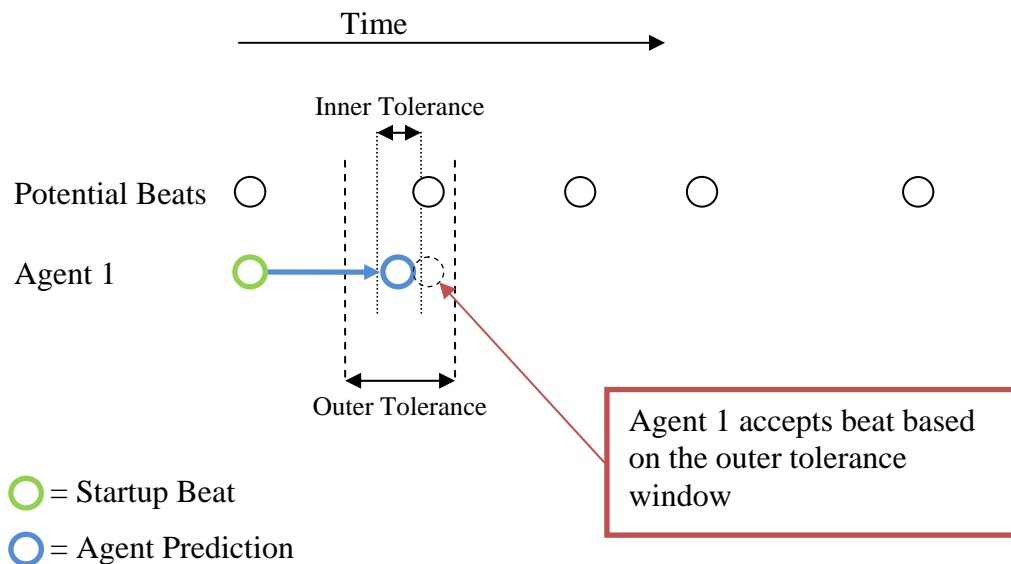 Time
Inner Tolerance
Potential Beats
Agent 1
Outer Tolerance
Agent 1 accepts beat based
on the outer tolerance
window
= Startup Beat
= Agent Prediction